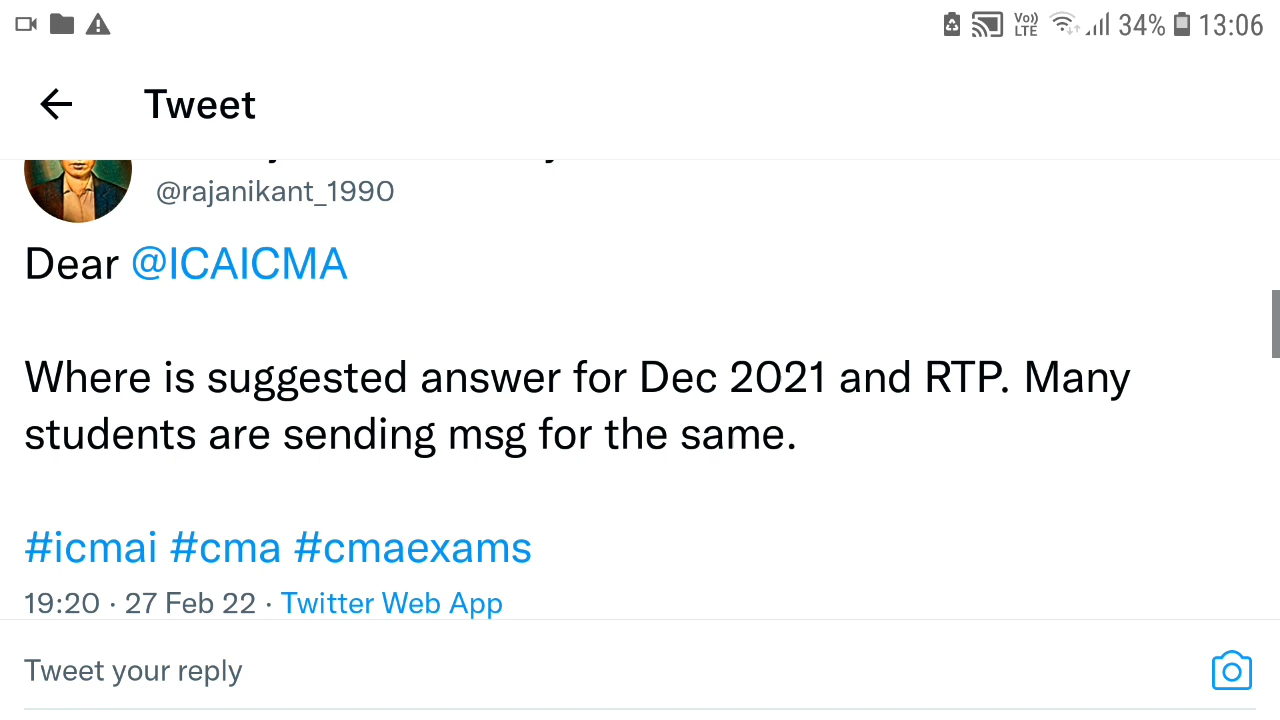 Vo))
LTE
34%
13:06
Tweet
@rajanikant_1990
Dear @ICAICMA
Where is suggested answer for Dec 2021 and RTP. Many
students are sending msg for the same.
#icmai #cma #cmaexams
19:20 · 27 Feb 22 · Twitter Web App
Tweet your reply